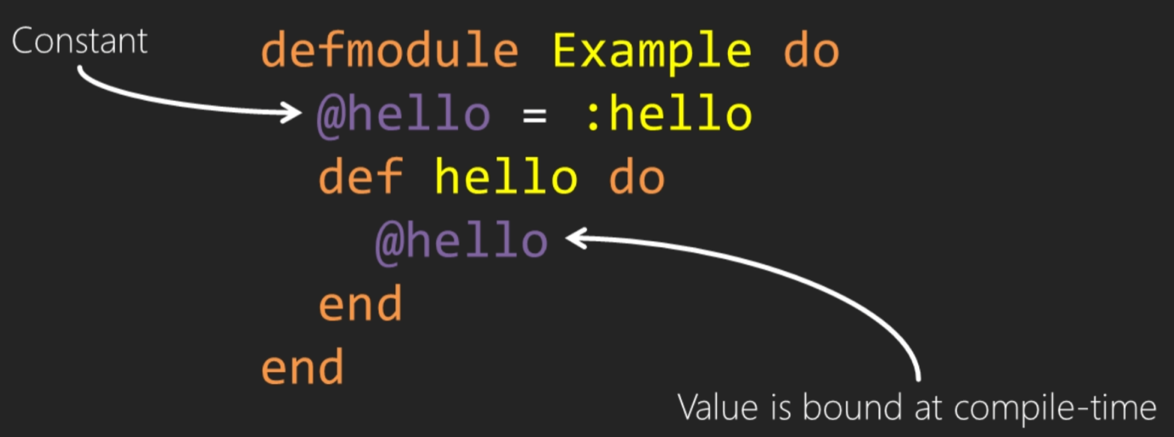 Constant
defmodule Example do
@hello = :hello
def hello do
@hello
end
end
Value is bound at compile-time